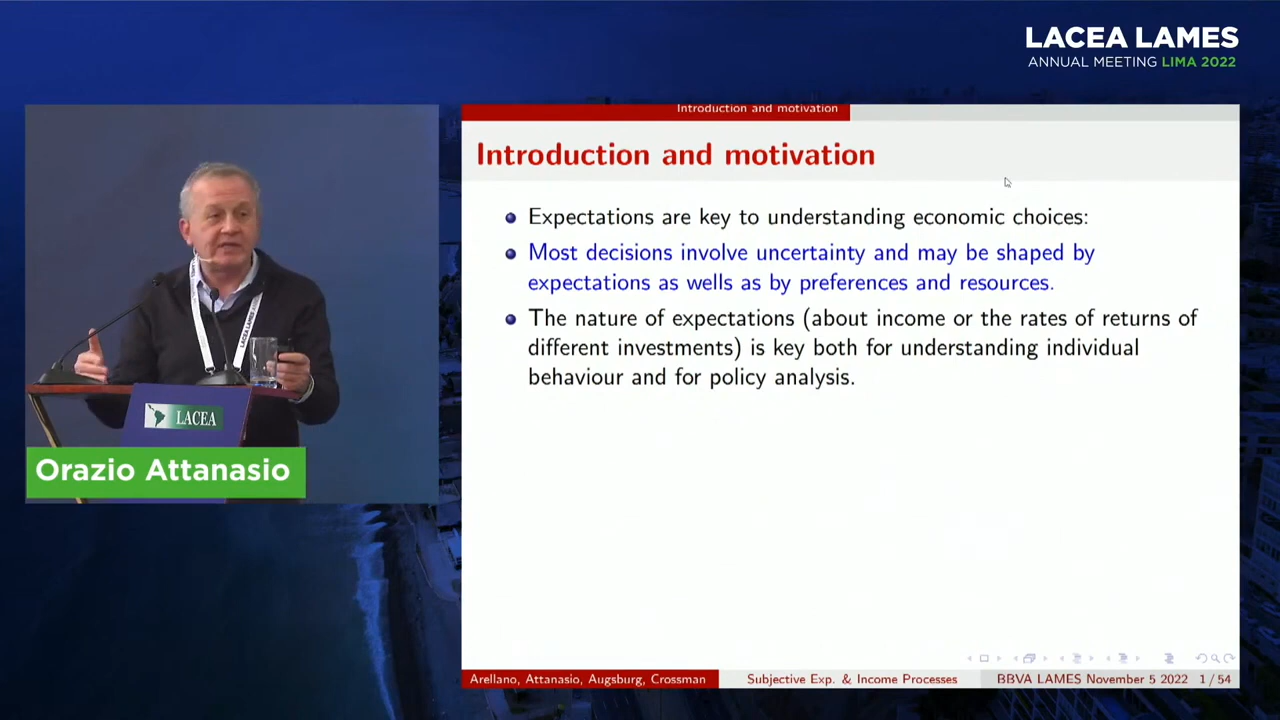 LACEA LAMES
ANNUAL MEETING LIMA 2022
LACEA
Orazio Attanasio
Introduction and motivation
Introduction and motivation
Expectations are key to understanding economic choices:
Most decisions involve uncertainty and may be shaped by
expectations as wells as by preferences and resources.
The nature of expectations (about income or the rates of returns of
different investments) is key both for understanding individual
behaviour and for policy analysis.
Arellano, Attanasio, Augsburg, Crossman
Subjective Exp. & Income Processes
BBVA LAMES November 5 2022 1 / 54